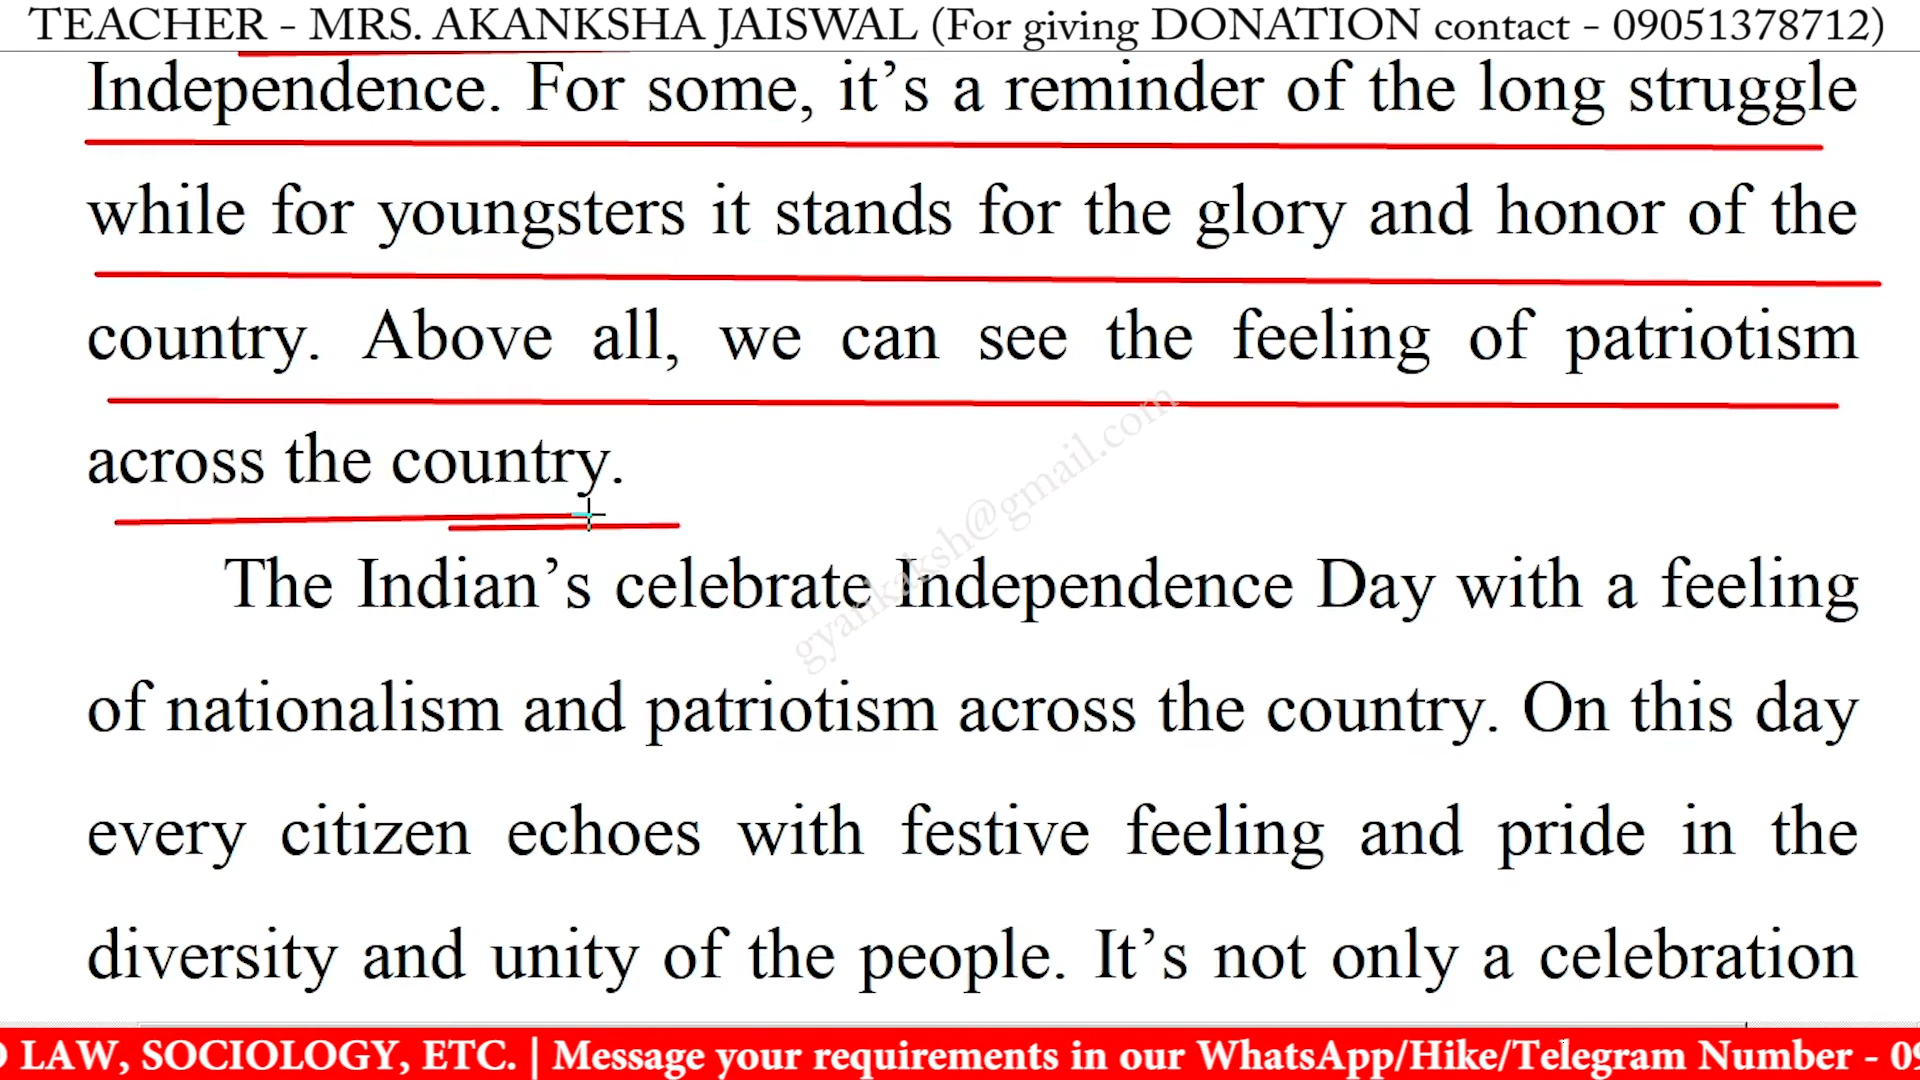 TEACHER - MRS. AKANKSHA JAISWAL (For giving DONATION contact - 09051378712)
Independence. For some, it’s a reminder of the long struggle
while for youngsters it stands for the glory and honor of the
country. Above all, we can see the feeling of patriotism
across the country.
gyankaksh@gmail.com
The Indian’s celebrate Independence Day with a feeling
of nationalism and patriotism across the country. On this day
every citizen echoes with festive feeling and pride in the
diversity and unity of the people. It’s not only a celebration
LAW, SOCIOLOGY, ETC. | Message your requirements in our WhatsApp/Hike/Telegram Number - 09